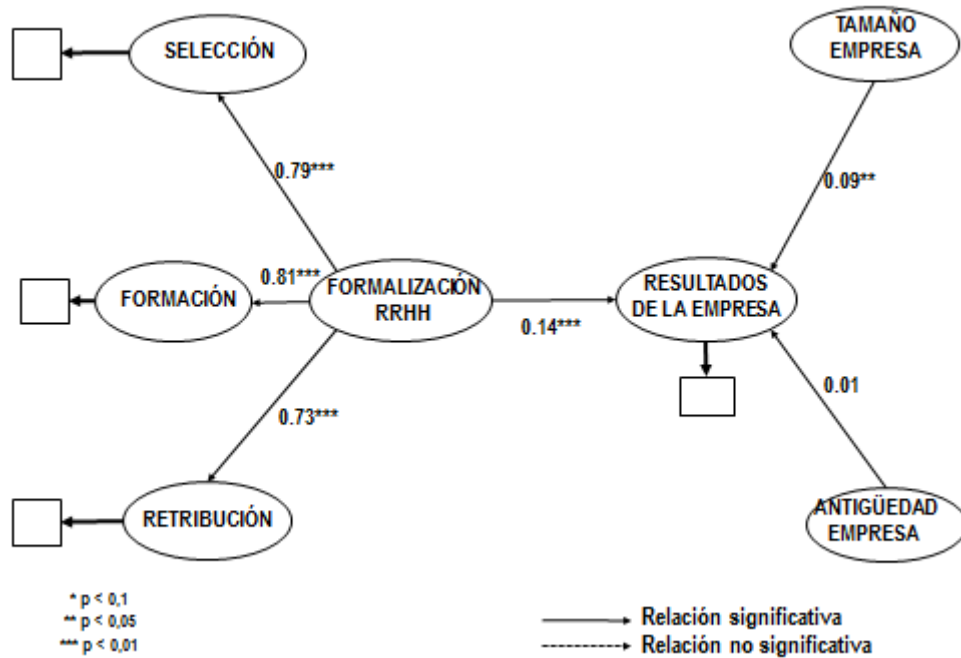 SELECCIÓN
TAMAÑO
EMPRESA
0.79***
0.09**
FORMACIÓN
0.81***
FORMALIZACIÓN
RRHH
0.14***
RESULTADOS
DE LA EMPRESA
0.73***
0.01
RETRIBUCIÓN
ANTIGÜEDAD
EMPRESA
* p < 0,1
** p < 0,05
*** p < 0,01
Relación significativa
Relación no significativa